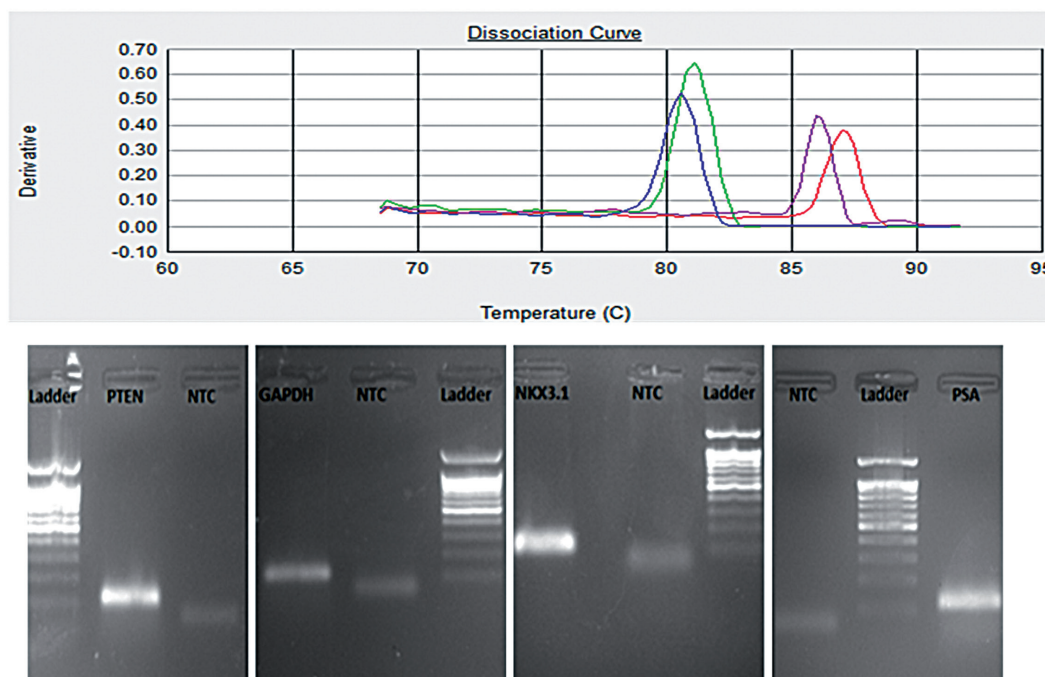 Dissociation Curve
0.70
0.60
0.50
0.40
0.30
0.20
0.10
0.00
-0.10
Derivative
60 65 70 75 80 85 90 95
Temperature (C)
Ladder PTEN NTC
GAPDH NTC Ladder
NKX3.1 NTC Ladder
NTC Ladder PSA